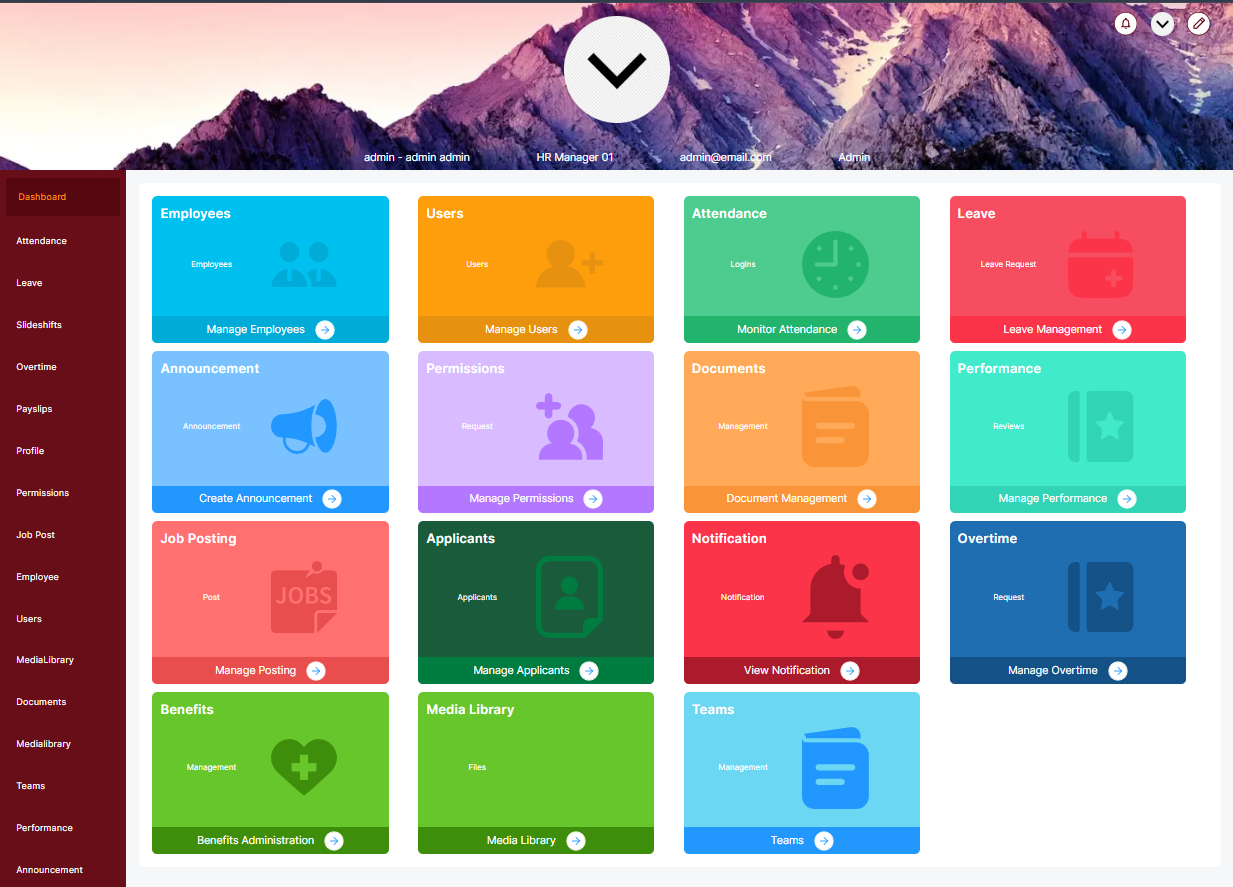 admin - admin admin HR Manager 01 admin@email.com Admin
Dashboard
Attendance
Leave
Slideshifts
Overtime
Payslips
Profile
Permissions
Job Post
Employee
Users
MediaLibrary
Documents
Medialibrary
Teams
Performance
Announcement
Employees
Employees
Manage Employees
Users
Users
Manage Users
Attendance
Logins
Monitor Attendance
Leave
Leave Request
Leave Management
Announcement
Announcement
Create Announcement
Permissions
Request
Manage Permissions
Documents
Management
Document Management
Performance
Reviews
Manage Performance
Job Posting
Post
JOBS
Manage Posting
Applicants
Applicants
Manage Applicants
Notification
Notification
View Notification
Overtime
Request
Manage Overtime
Benefits
Management
Benefits Administration
Media Library
Files
Media Library
Teams
Management
Teams